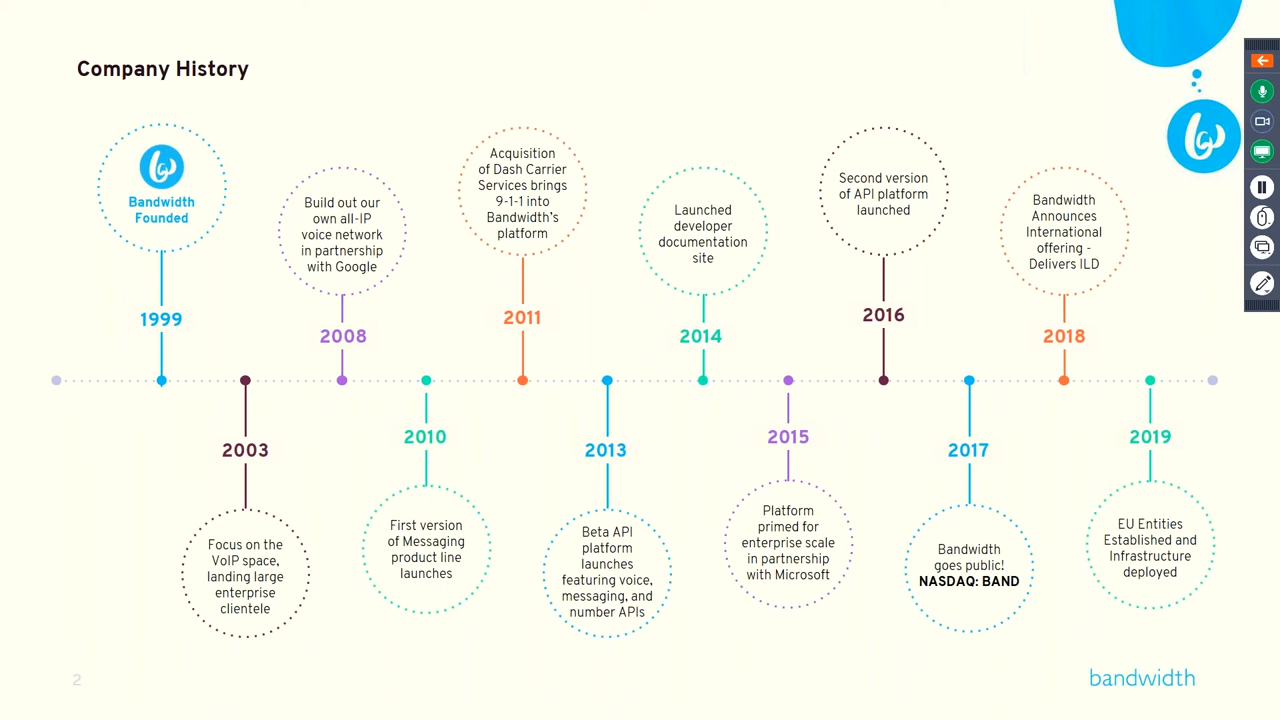 Company History
Bandwidth
Founded
1999
2003
Focus on the
VoIP space,
landing large
enterprise
clientele
Build out our
own all-IP
voice network
in partnership
with Google
2008
2010
First version
of Messaging
product line
launches
Acquisition
of Dash Carrier
Services brings
9-1-1 into
Bandwidth's
platform
2011
2013
Beta API
platform
launches
featuring voice,
messaging, and
number APIs
Launched
developer
documentation
site
2014
2015
Platform
primed for
enterprise scale
in partnership
with Microsoft
Second version
of API platform
launched
2016
2017
Bandwidth
goes public!
NASDAQ: BAND
Bandwidth
Announces
International
offering -
Delivers ILD
2018
2019
EU Entities
Established and
Infrastructure
deployed
2
bandwidth